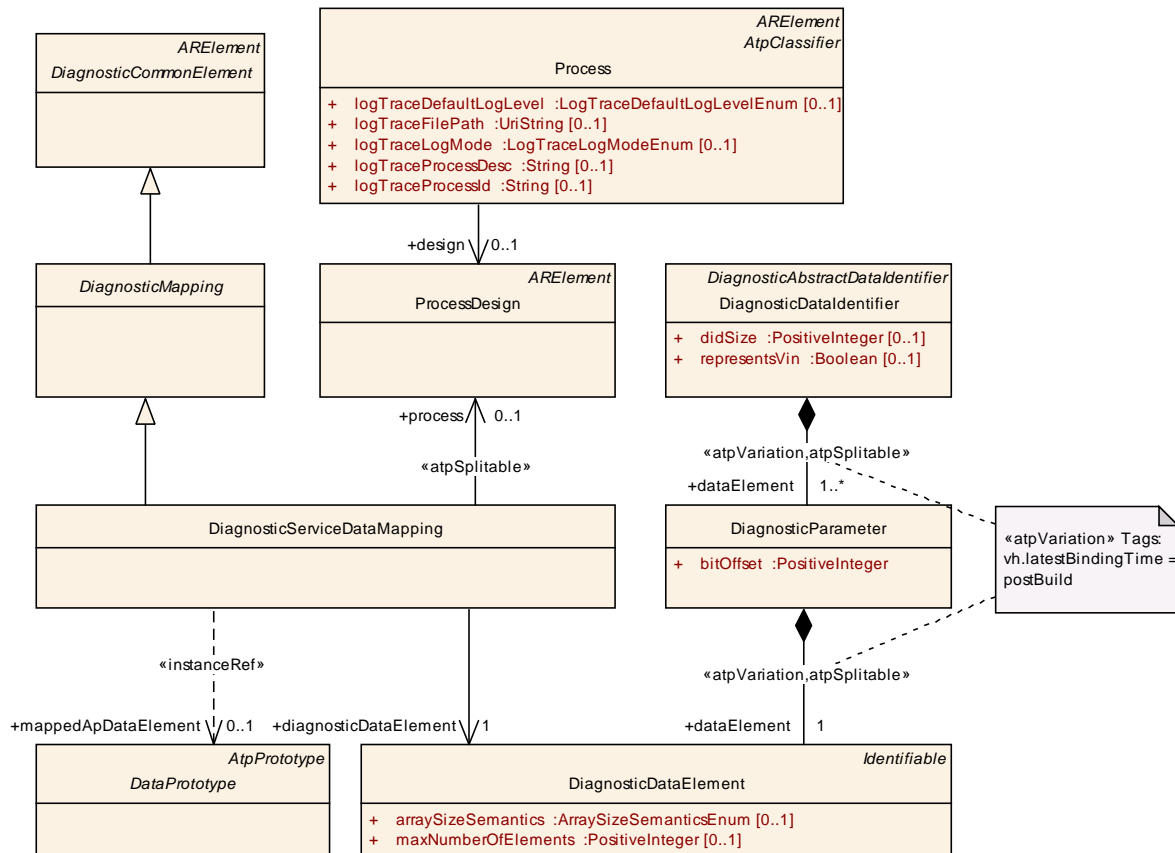 ARElement
DiagnosticCommonElement
ARElement
AtpClassifier
Process
+ logTraceDefaultLogLevel :LogTraceDefaultLogLevelEnum [0..1]
+ logTraceFilePath :UriString [0..1]
+ logTraceLogMode :LogTraceLogModeEnum [0..1]
+ logTraceProcessDesc :String [0..1]
+ logTraceProcessId :String [0..1]
+design 0..1
DiagnosticMapping
ARElement
ProcessDesign
DiagnosticAbstractDataIdentifier
DiagnosticDataIdentifier
+ didSize :PositiveInteger [0..1]
+ representsVin :Boolean [0..1]
+process 0..1
«atpSplitable»
«atpVariation,atpSplitable»
+dataElement 1..*
DiagnosticServiceDataMapping
DiagnosticParameter
+ bitOffset :PositiveInteger
«atpVariation» Tags:
vh.latestBindingTime =
postBuild
«instanceRef»
«atpVariation,atpSplitable»
+mappedApDataElement 0..1
+diagnosticDataElement 1
+dataElement 1
AtpPrototype
DataPrototype
Identifiable
DiagnosticDataElement
+ arraySizeSemantics :ArraySizeSemanticsEnum [0..1]
+ maxNumberOfElements :PositiveInteger [0..1]